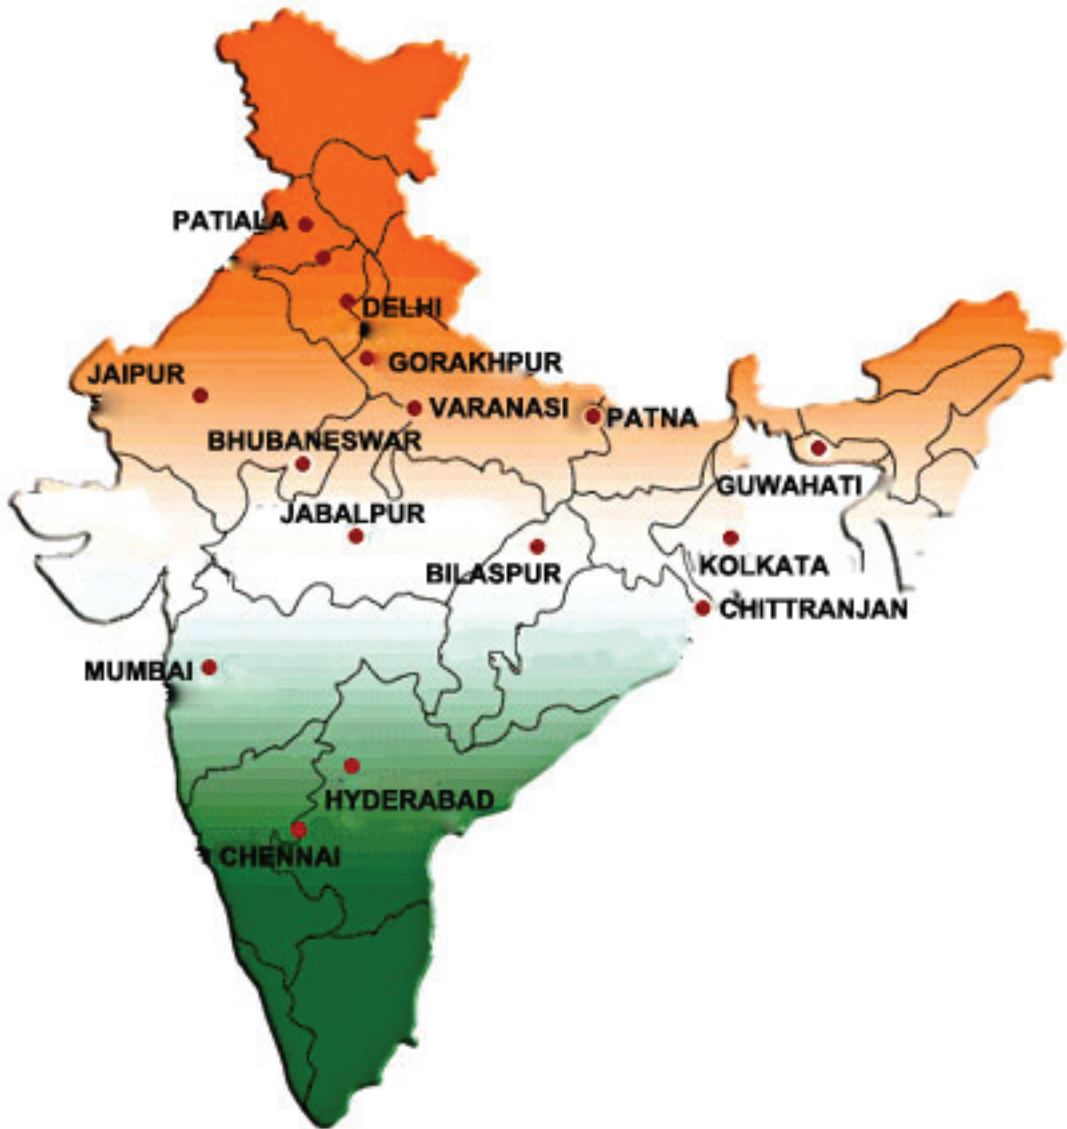 PATIALA
DELHI
GORAKHPUR
JAIPUR
VARANASI
PATNA
BHUBANESWAR
GUWAHATI
JABALPUR
KOLKATA
BILASPUR
CHITTRANJAN
MUMBAI
HYDERABAD
CHENNAI